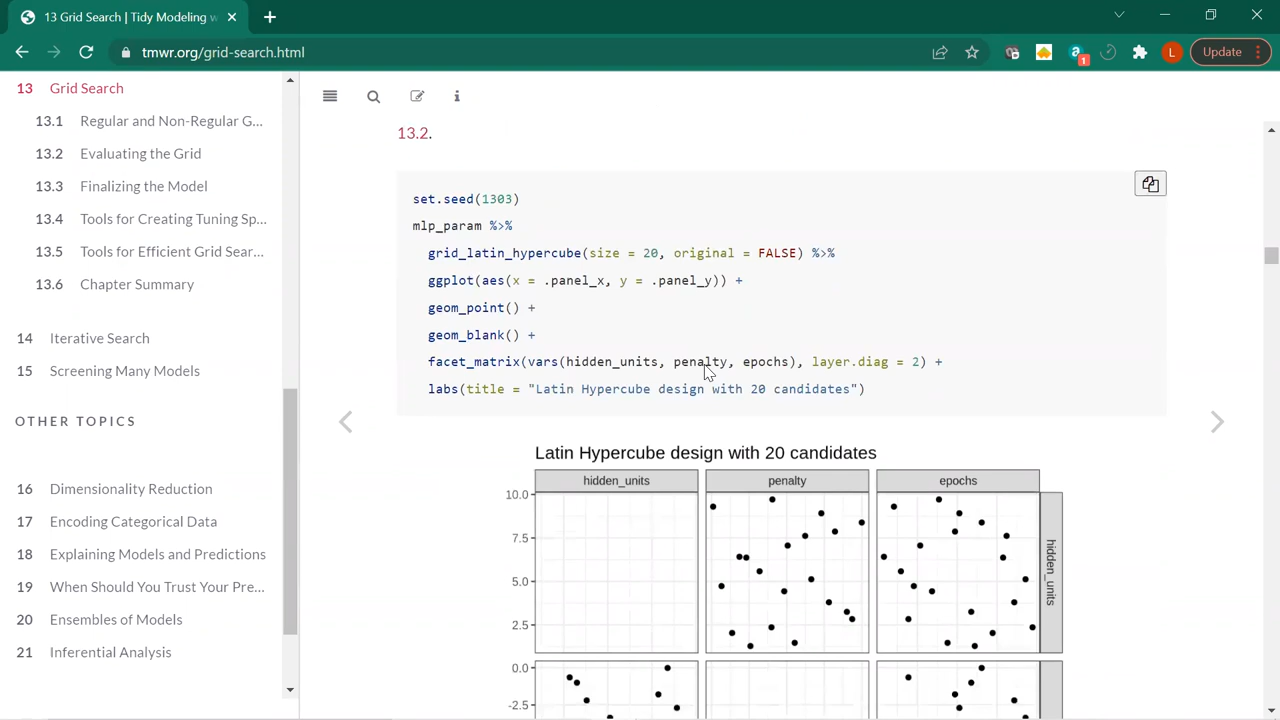 13 Grid Search | Tidy Modeling w
tmwr.org/grid-search.html
1
L
Update
13 Grid Search
13.1 Regular and Non-Regular G...
13.2 Evaluating the Grid
13.3 Finalizing the Model
13.4 Tools for Creating Tuning Sp...
13.5 Tools for Efficient Grid Sear...
13.6 Chapter Summary
14 Iterative Search
15 Screening Many Models
OTHER TOPICS
16 Dimensionality Reduction
17 Encoding Categorical Data
18 Explaining Models and Predictions
19 When Should You Trust Your Pre...
20 Ensembles of Models
21 Inferential Analysis
13.2.
set.seed(1303)
mlp_param %>%
grid_latin_hypercube(size = 20, original = FALSE) %>%
ggplot(aes(x = .panel_x, y = .panel_y)) +
geom_point() +
geom_blank() +
facet_matrix(vars(hidden_units, penalty, epochs), layer.diag = 2) +
labs(title = "Latin Hypercube design with 20 candidates")
Latin Hypercube design with 20 candidates
hidden_units penalty epochs
10.0
7.5
5.0
2.5
hidden_units
0.0
-2.5